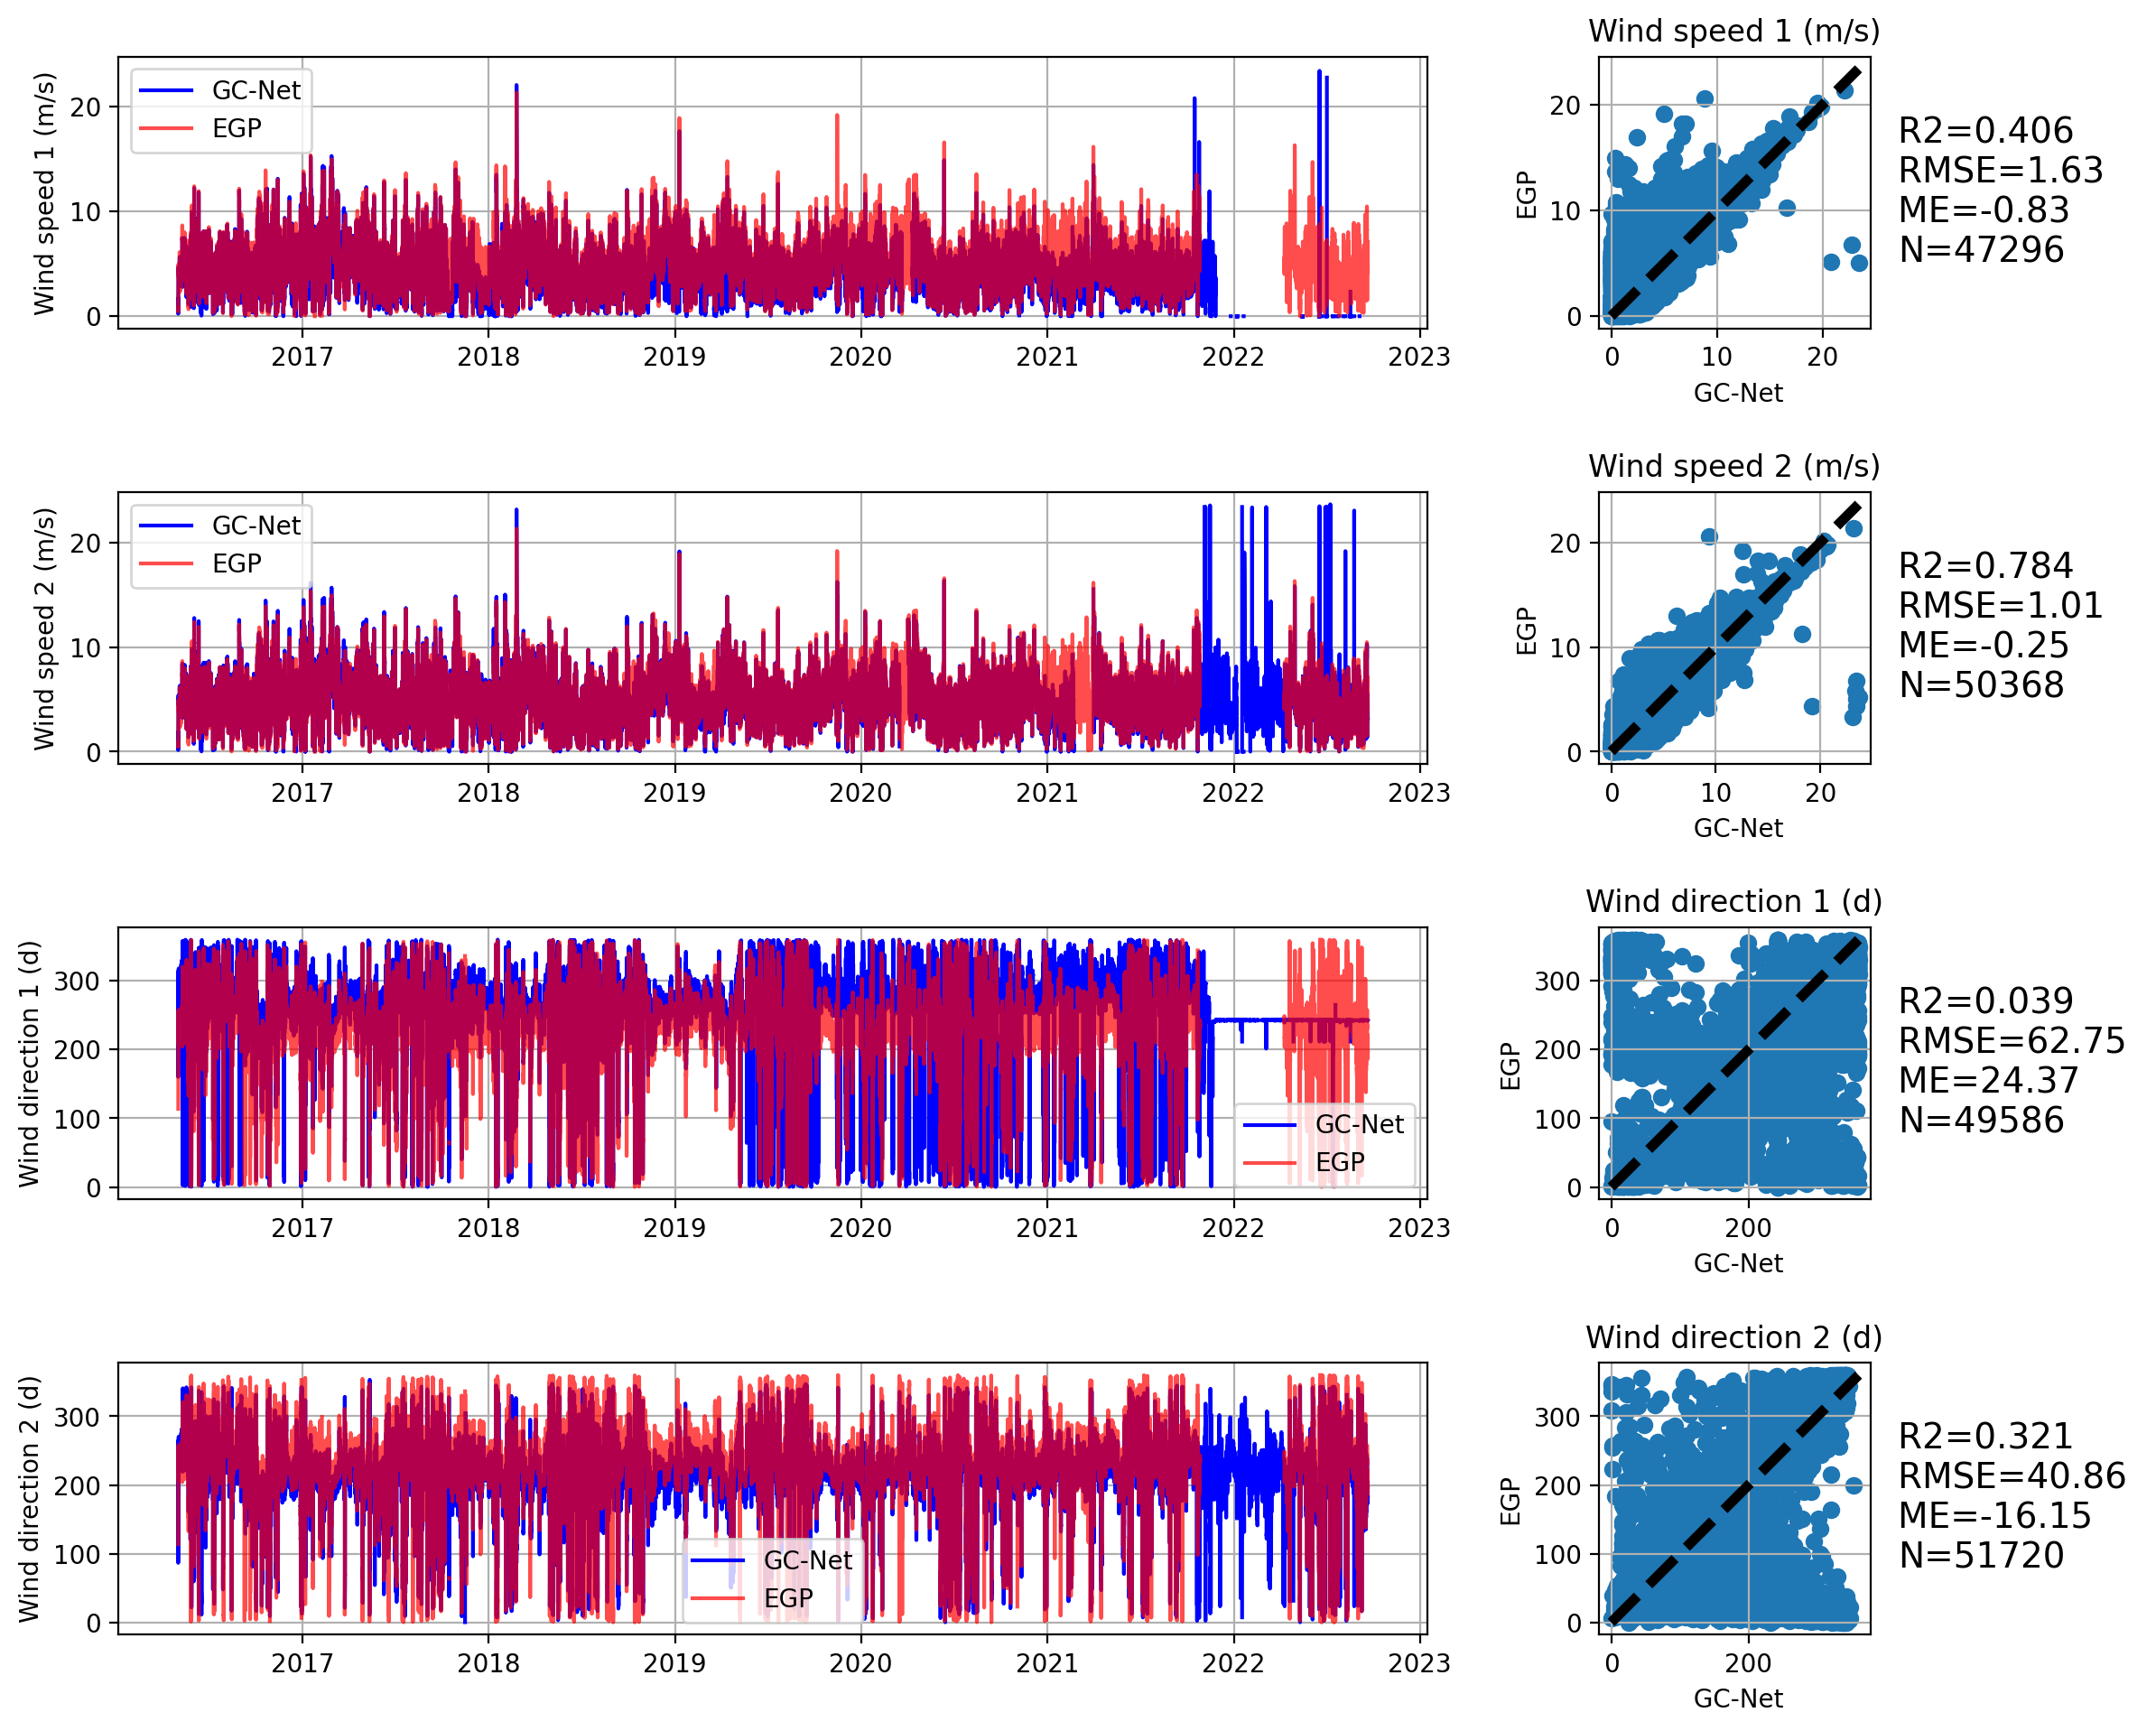 Wind speed 1 (m/s)
20
10
0
GC-Net
EGP
2017 2018 2019 2020 2021 2022 2023
Wind speed 1 (m/s)
EGP
20
10
0
0 10 20
GC-Net
R2=0.406
RMSE=1.63
ME=-0.83
N=47296
Wind speed 2 (m/s)
20
10
0
GC-Net
EGP
2017 2018 2019 2020 2021 2022 2023
Wind speed 2 (m/s)
EGP
20
10
0
0 10 20
GC-Net
R2=0.784
RMSE=1.01
ME=-0.25
N=50368
Wind direction 1 (d)
300
200
100
0
GC-Net
EGP
2017 2018 2019 2020 2021 2022 2023
Wind direction 1 (d)
EGP
300
200
100
0
0 200
GC-Net
R2=0.039
RMSE=62.75
ME=24.37
N=49586
Wind direction 2 (d)
300
200
100
0
GC-Net
EGP
2017 2018 2019 2020 2021 2022 2023
Wind direction 2 (d)
EGP
300
200
100
0
0 200
GC-Net
R2=0.321
RMSE=40.86
ME=-16.15
N=51720